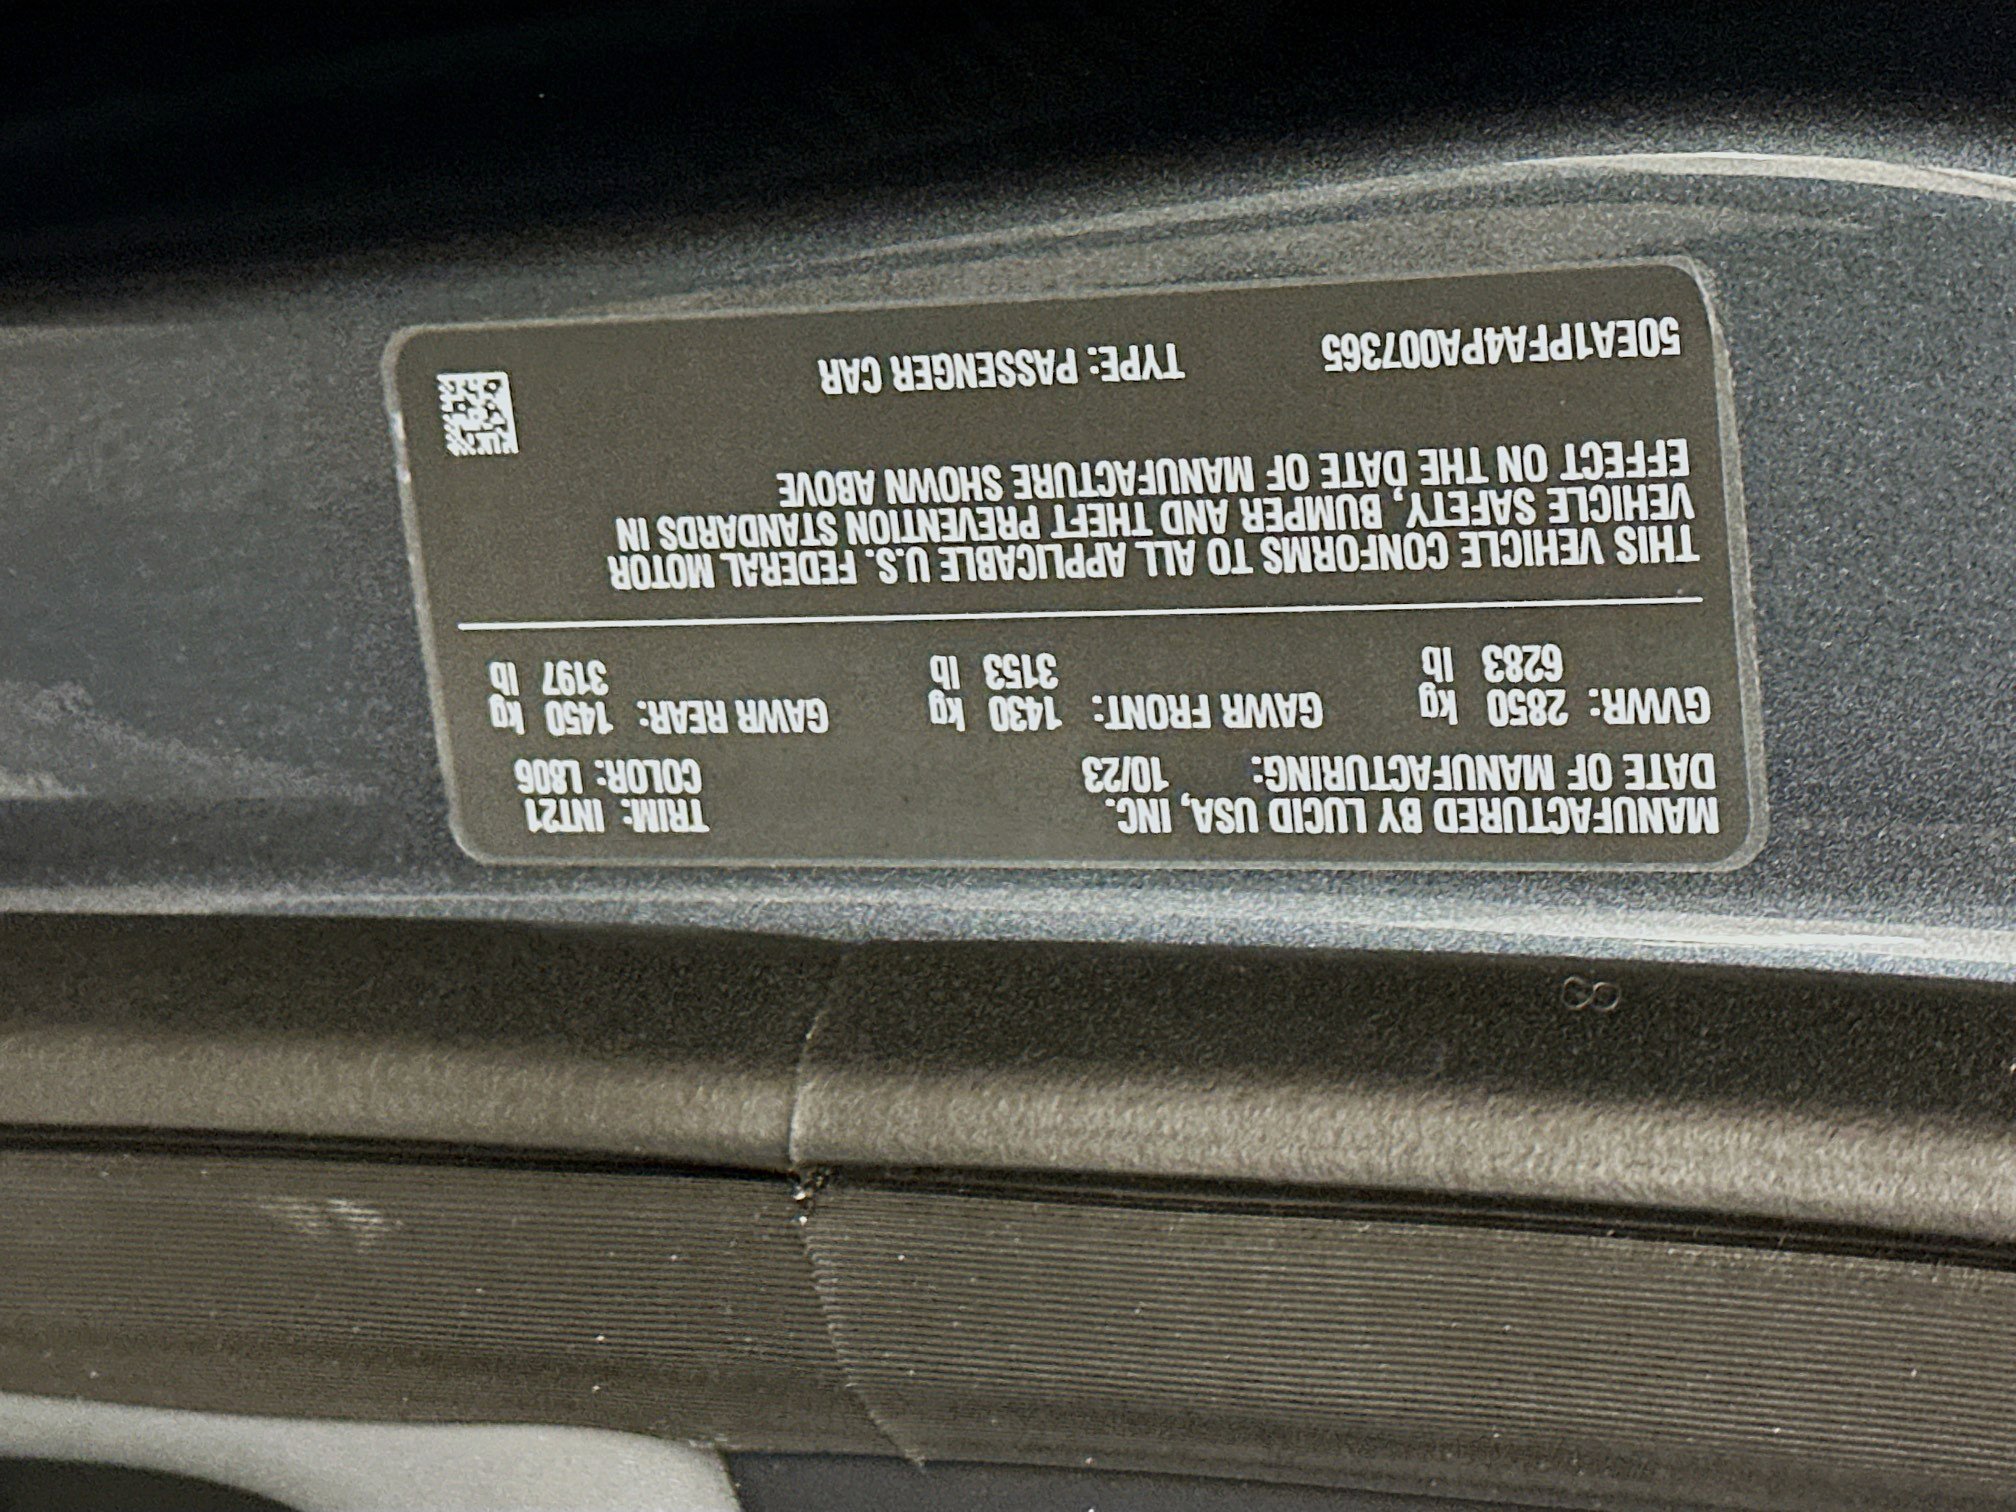 MANUFACTURED BY LUCID USA, INC. TRIM: INT21
DATE OF MANUFACTURING: 10/23 COLOR: L806
GVWR: 2850 kg GAWR FRONT: 1430 kg GAWR REAR: 1450 kg
6283 lb 3153 lb 3197 lb
THIS VEHICLE CONFORMS TO ALL APPLICABLE U.S. FEDERAL MOTOR
VEHICLE SAFETY, BUMPER AND THEFT PREVENTION STANDARDS IN
EFFECT ON THE DATE OF MANUFACTURE SHOWN ABOVE
50EA1PFA4PA007365 TYPE: PASSENGER CAR
8